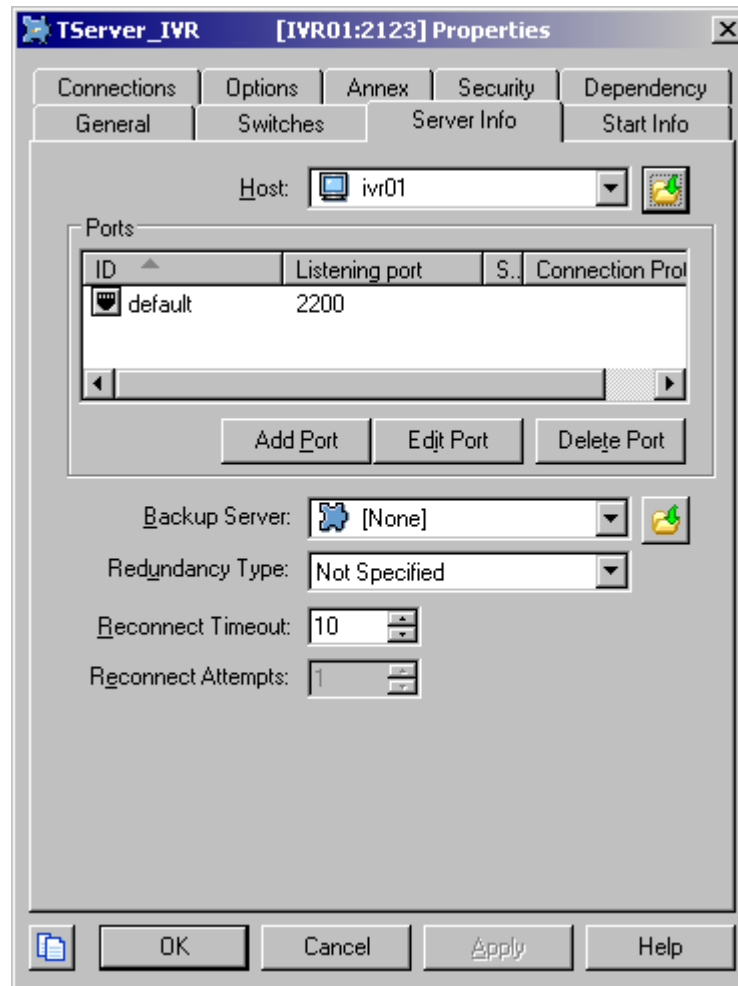 TServer_IVR [IVR01:2123] Properties
Connections Options Annex Security Dependency
General Switches Server Info Start Info
Host: ivr01
Ports
ID Listening port S.. Connection Prot
default 2200
Add Port Edit Port Delete Port
Backup Server: [None]
Redundancy Type: Not Specified
Reconnect Timeout: 10
Reconnect Attempts: 1
OK Cancel Apply Help